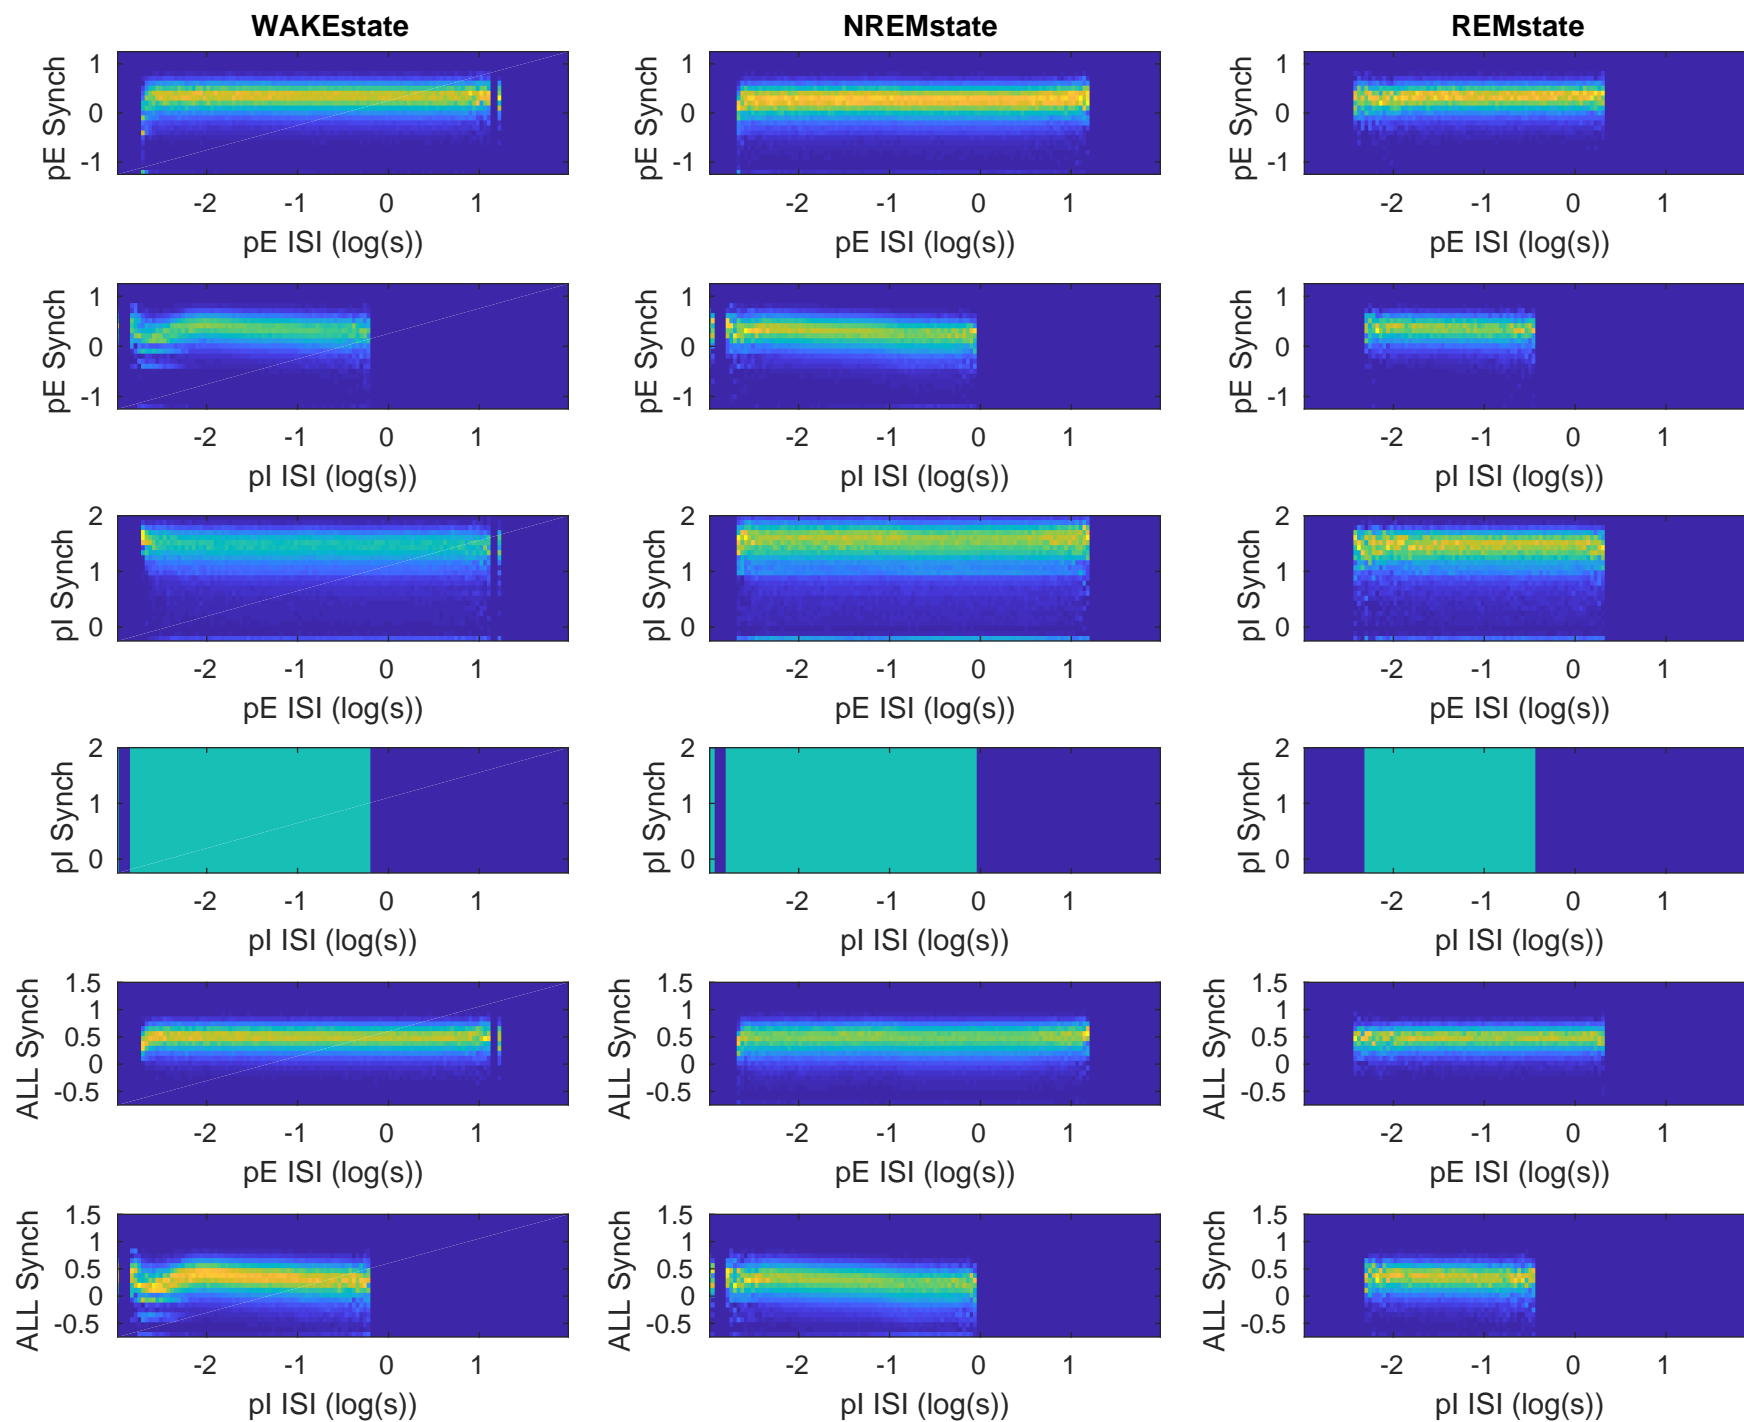 WAKEstate NREMstate REMstate
pE Synch 1 0 -1 pE Synch 1 0 -1 pE Synch 1 0 -1
-2 -1 0 1 -2 -1 0 1 -2 -1 0 1
pE ISI (log(s)) pE ISI (log(s)) pE ISI (log(s))
pE Synch 1 0 -1 pE Synch 1 0 -1 pE Synch 1 0 -1
-2 -1 0 1 -2 -1 0 1 -2 -1 0 1
pI ISI (log(s)) pI ISI (log(s)) pI ISI (log(s))
pI Synch 2 1 0 pI Synch 2 1 0 pI Synch 2 1 0
-2 -1 0 1 -2 -1 0 1 -2 -1 0 1
pE ISI (log(s)) pE ISI (log(s)) pE ISI (log(s))
pI Synch 2 1 0 pI Synch 2 1 0 pI Synch 2 1 0
-2 -1 0 1 -2 -1 0 1 -2 -1 0 1
pI ISI (log(s)) pI ISI (log(s)) pI ISI (log(s))
ALL Synch 1.5 1 0.5 0 -0.5 ALL Synch 1.5 1 0.5 0 -0.5 ALL Synch 1.5 1 0.5 0 -0.5
-2 -1 0 1 -2 -1 0 1 -2 -1 0 1
pE ISI (log(s)) pE ISI (log(s)) pE ISI (log(s))
ALL Synch 1.5 1 0.5 0 -0.5 ALL Synch 1.5 1 0.5 0 -0.5 ALL Synch 1.5 1 0.5 0 -0.5
-2 -1 0 1 -2 -1 0 1 -2 -1 0 1
pI ISI (log(s)) pI ISI (log(s)) pI ISI (log(s))